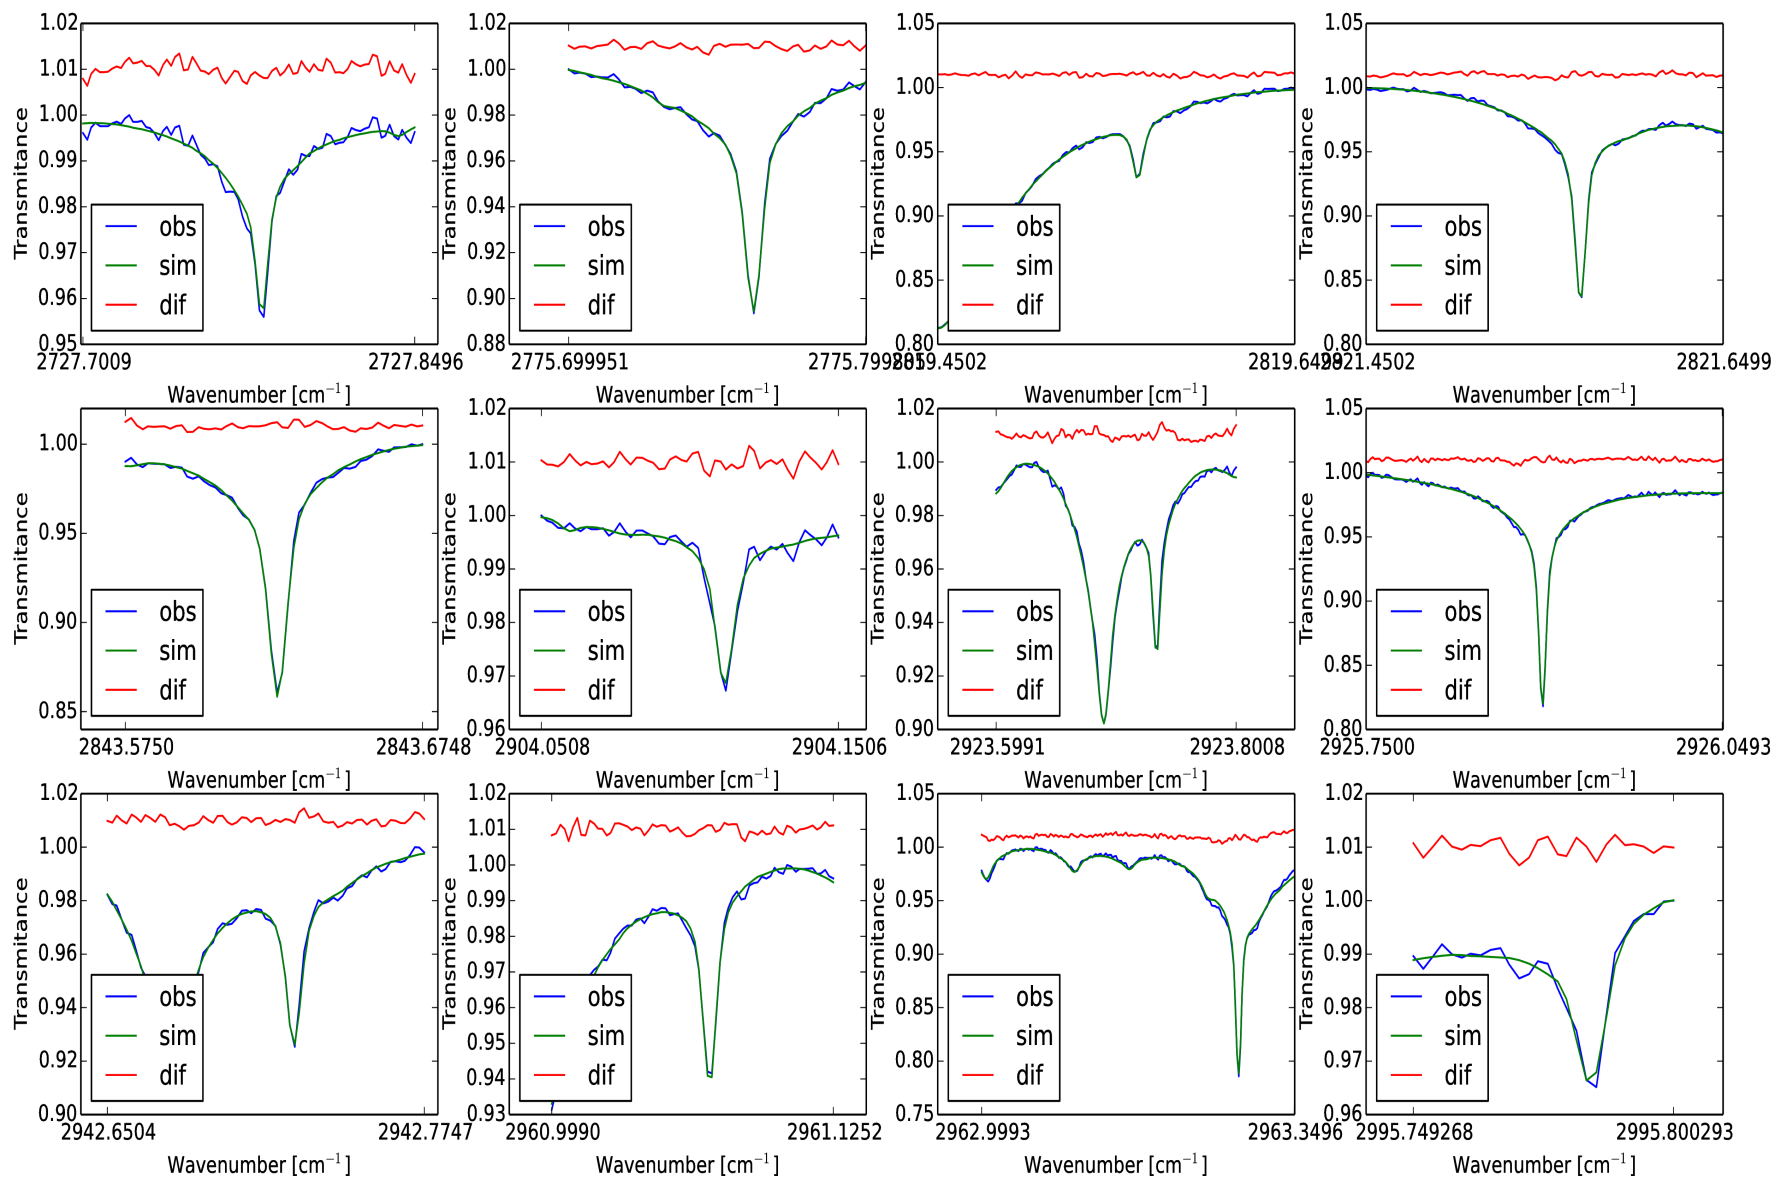 1.02
1.01
1.00
0.99
0.98
0.97
0.96
0.95
Transmitance
obs
sim
dif
2727.7009
2727.8496
Wavenumber [cm⁻¹]
1.02
1.00
0.98
0.96
0.94
0.92
0.90
0.88
Transmitance
obs
sim
dif
2775.699951
Wavenumber [cm⁻¹]
1.05
1.00
0.95
0.90
0.85
0.80
Transmitance
obs
sim
dif
2819.4502
Wavenumber [cm⁻¹]
1.05
1.00
0.95
0.90
0.85
0.80
Transmitance
obs
sim
dif
2821.4502
2821.6499
Wavenumber [cm⁻¹]
1.00
0.95
0.90
0.85
Transmitance
obs
sim
dif
2843.5750
2843.6748
Wavenumber [cm⁻¹]
1.02
1.01
1.00
0.99
0.98
0.97
0.96
Transmitance
obs
sim
dif
2904.0508
2904.1506
Wavenumber [cm⁻¹]
1.02
1.00
0.98
0.96
0.94
0.92
0.90
Transmitance
obs
sim
dif
2923.5991
2923.8008
Wavenumber [cm⁻¹]
1.05
1.00
0.95
0.90
0.85
0.80
Transmitance
obs
sim
dif
2925.7500
2926.0493
Wavenumber [cm⁻¹]
1.02
1.00
0.98
0.96
0.94
0.92
0.90
Transmitance
obs
sim
dif
2942.6504
2942.7747
Wavenumber [cm⁻¹]
1.02
1.01
1.00
0.99
0.98
0.97
0.96
0.95
0.94
0.93
Transmitance
obs
sim
dif
2960.9990
2961.1252
Wavenumber [cm⁻¹]
1.05
1.00
0.95
0.90
0.85
0.80
0.75
Transmitance
obs
sim
dif
2962.9993
2963.3496
Wavenumber [cm⁻¹]
1.02
1.01
1.00
0.99
0.98
0.97
0.96
Transmitance
obs
sim
dif
2995.749268
2995.800293
Wavenumber [cm⁻¹]